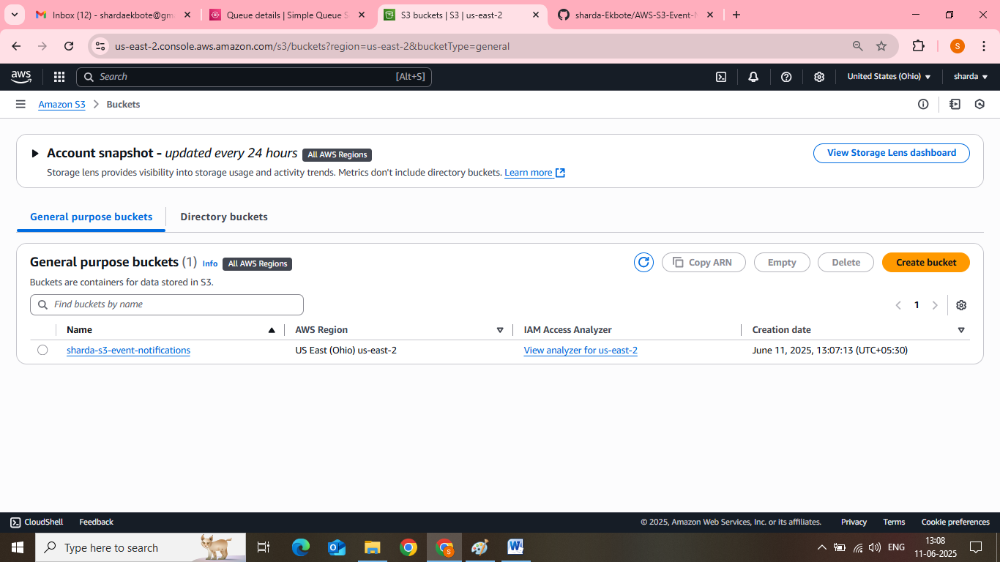 Inbox (12) - shardaekbote@gm
Queue details | Simple Queue S
S3 buckets | S3 | us-east-2
sharda-Ekbote/AWS-S3-Event-N
us-east-2.console.aws.amazon.com/s3/buckets?region=us-east-2&bucketType=general
S
aws
Search
[Alt+S]
United States (Ohio)
sharda
Amazon S3
Buckets
Account snapshot - updated every 24 hours
All AWS Regions
View Storage Lens dashboard
Storage lens provides visibility into storage usage and activity trends. Metrics don't include directory buckets. Learn more
General purpose buckets
Directory buckets
General purpose buckets (1)
Info
All AWS Regions
Copy ARN
Empty
Delete
Create bucket
Buckets are containers for data stored in S3.
Find buckets by name
1
Name
AWS Region
IAM Access Analyzer
Creation date
sharda-s3-event-notifications
US East (Ohio) us-east-2
View analyzer for us-east-2
June 11, 2025, 13:07:13 (UTC+05:30)
CloudShell
Feedback
© 2025, Amazon Web Services, Inc. or its affiliates.
Privacy
Terms
Cookie preferences
Type here to search
ENG
13:08
11-06-2025